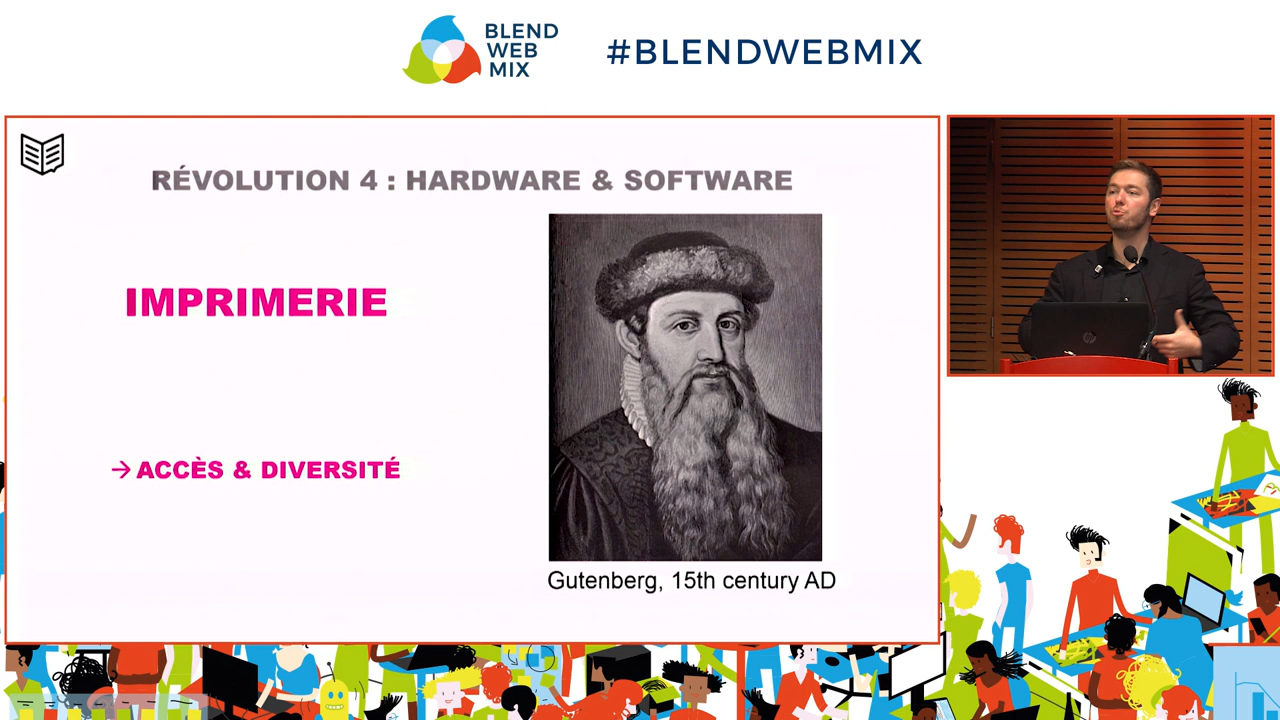 BLEND
WEB
MIX
#BLENDWEBMIX
RÉVOLUTION 4 : HARDWARE & SOFTWARE
IMPRIMERIE
→ ACCÈS & DIVERSITÉ
Gutenberg, 15th century AD